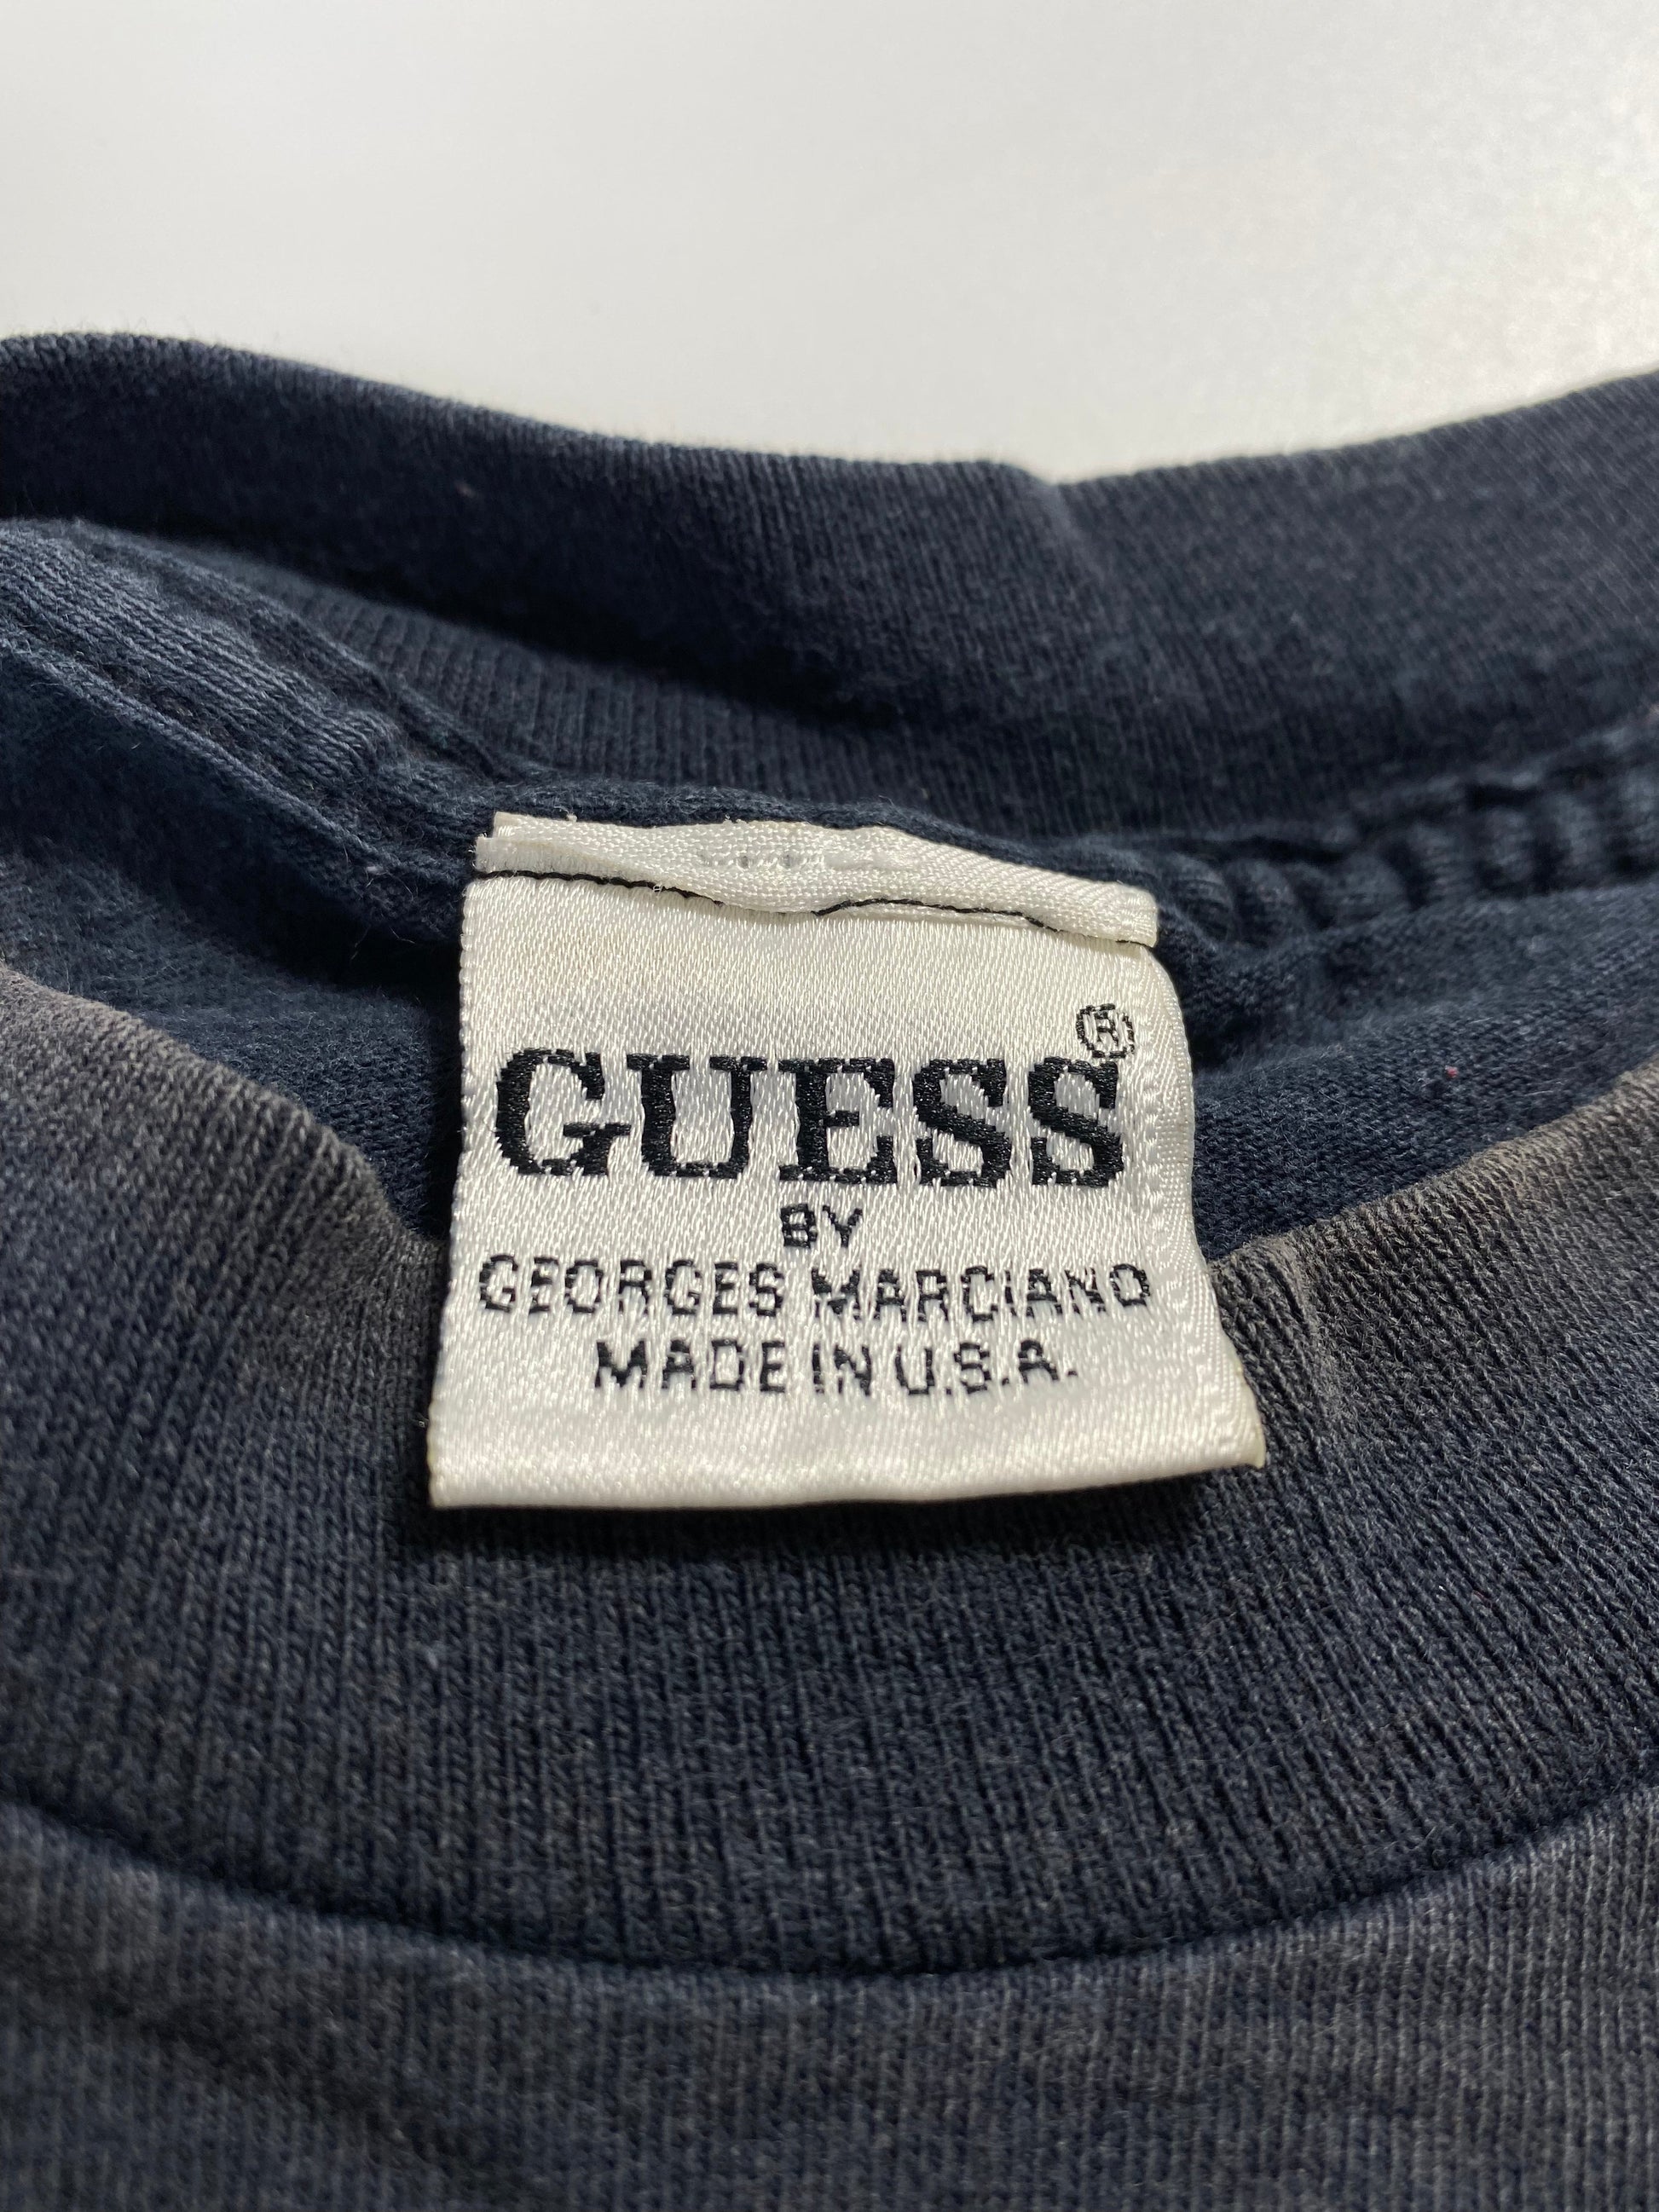 GUESS®
BY
GEORGES MARCIANO
MADE IN U.S.A.